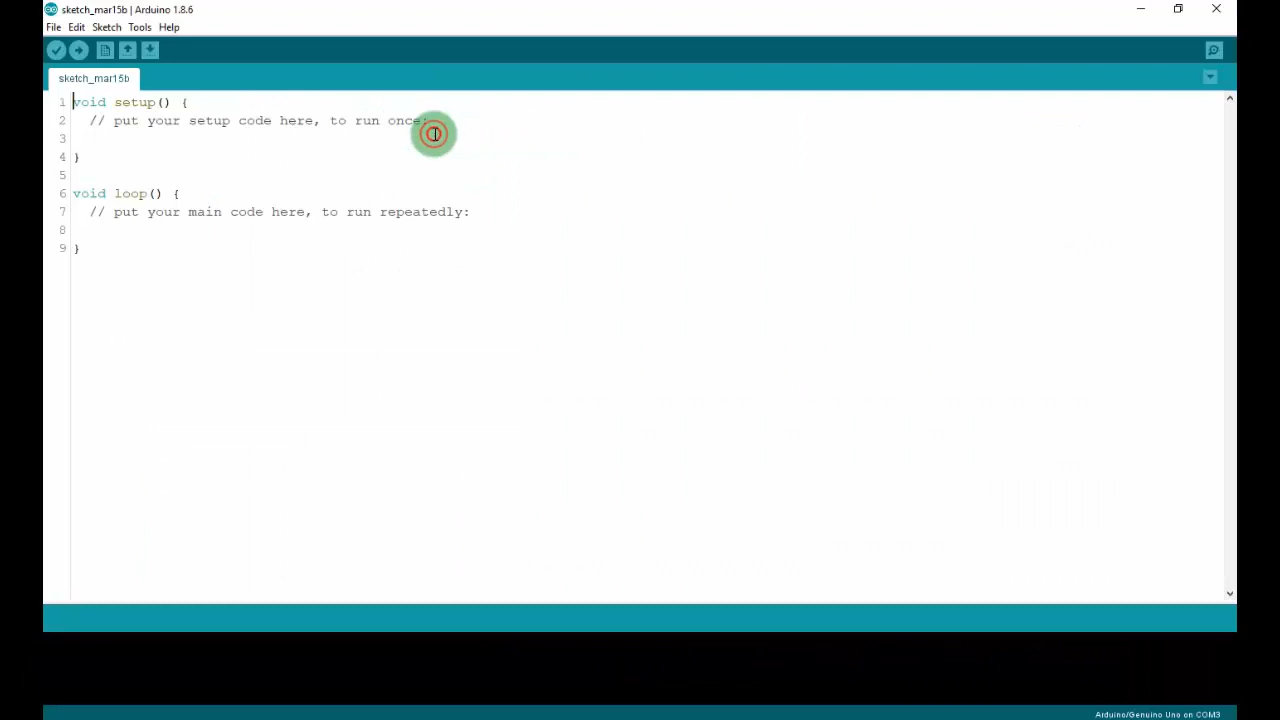 sketch_mar15b | Arduino 1.8.6
File Edit Sketch Tools Help
sketch_mar15b
1 void setup() {
2 // put your setup code here, to run once:
3
4 }
5
6 void loop() {
7 // put your main code here, to run repeatedly:
8
9 }
Arduino/Genuino Uno on COM3